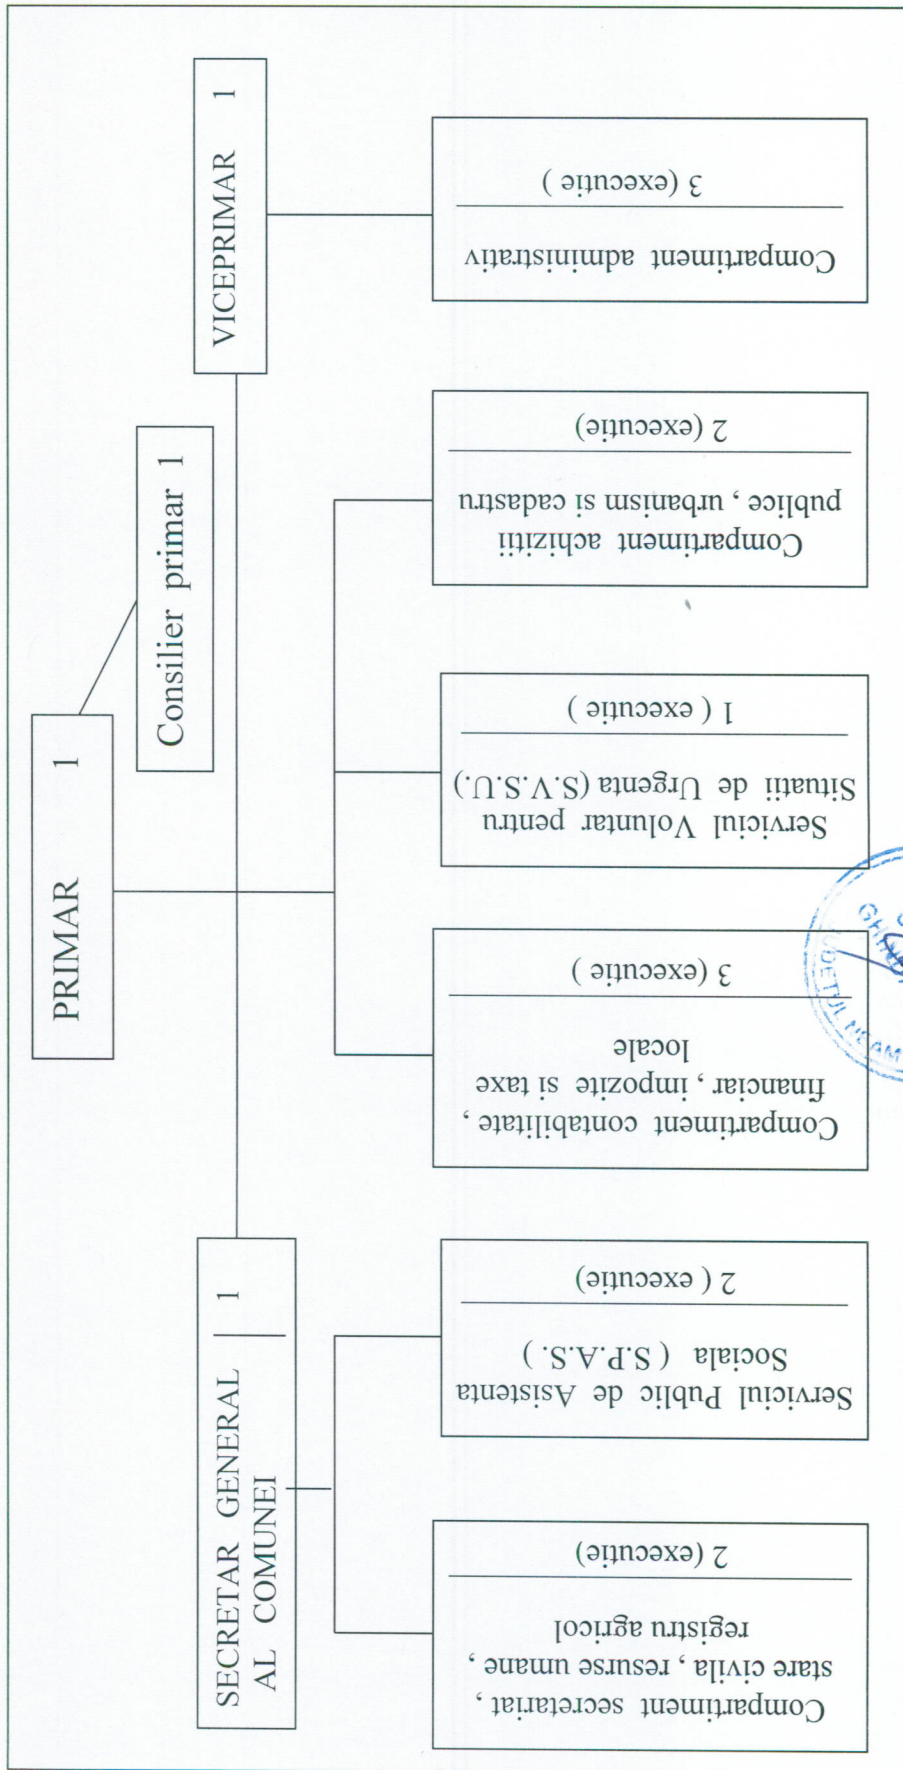 PRIMAR 1
Consilier primar 1
SECRETAR GENERAL 1
AL COMUNEI
VICEPRIMAR 1
Compartiment secretariat,
stare civila , resurse umane ,
registru agricol
2 (executie)
Serviciul Public de Asistenta
Sociala ( S.P.A.S. )
2 ( executie)
Compartiment contabilitate ,
financiar , impozite si taxe
locale
3 (executie )
Serviciul Voluntar pentru
Situatii de Urgenta (S.V.S.U.)
1 ( executie )
Compartiment achizitii
publice , urbanism si cadastru
2 (executie)
Compartiment administrativ
3 (executie )